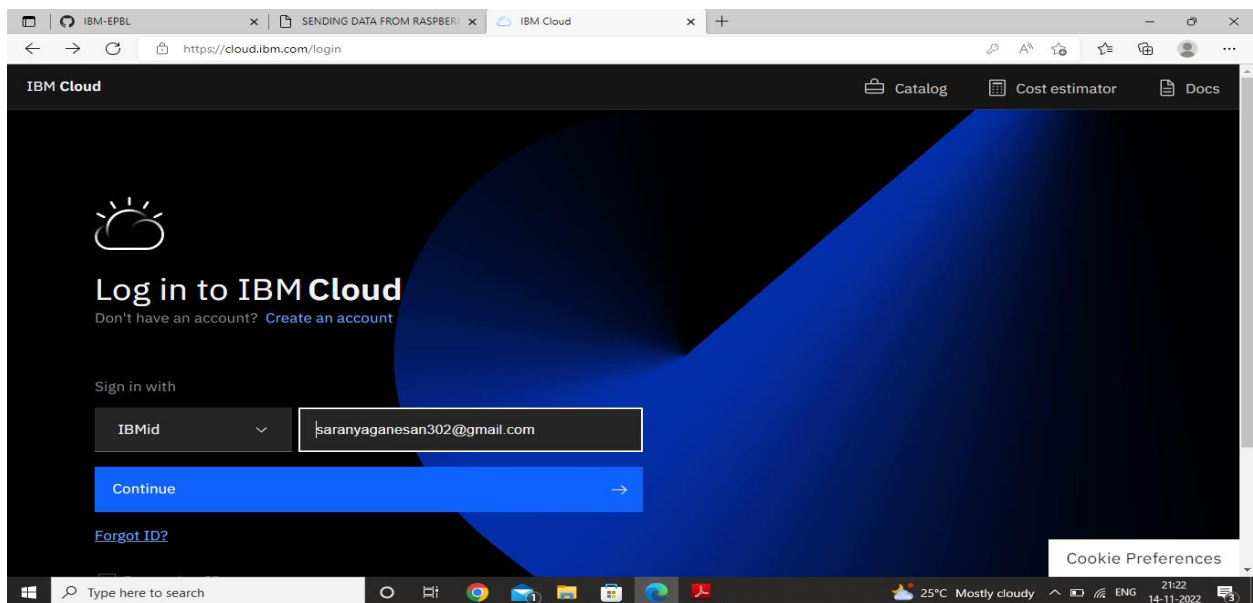 IBM-EPBL
SENDING DATA FROM RASPBER
IBM Cloud
https://cloud.ibm.com/login
IBM Cloud
Catalog
Cost estimator
Docs
Log in to IBM Cloud
Don't have an account? Create an account
Sign in with
IBMid
saranyaganesan302@gmail.com
Continue
Forgot ID?
Cookie Preferences
Type here to search
25°C Mostly cloudy
ENG
21:22
14-11-2022